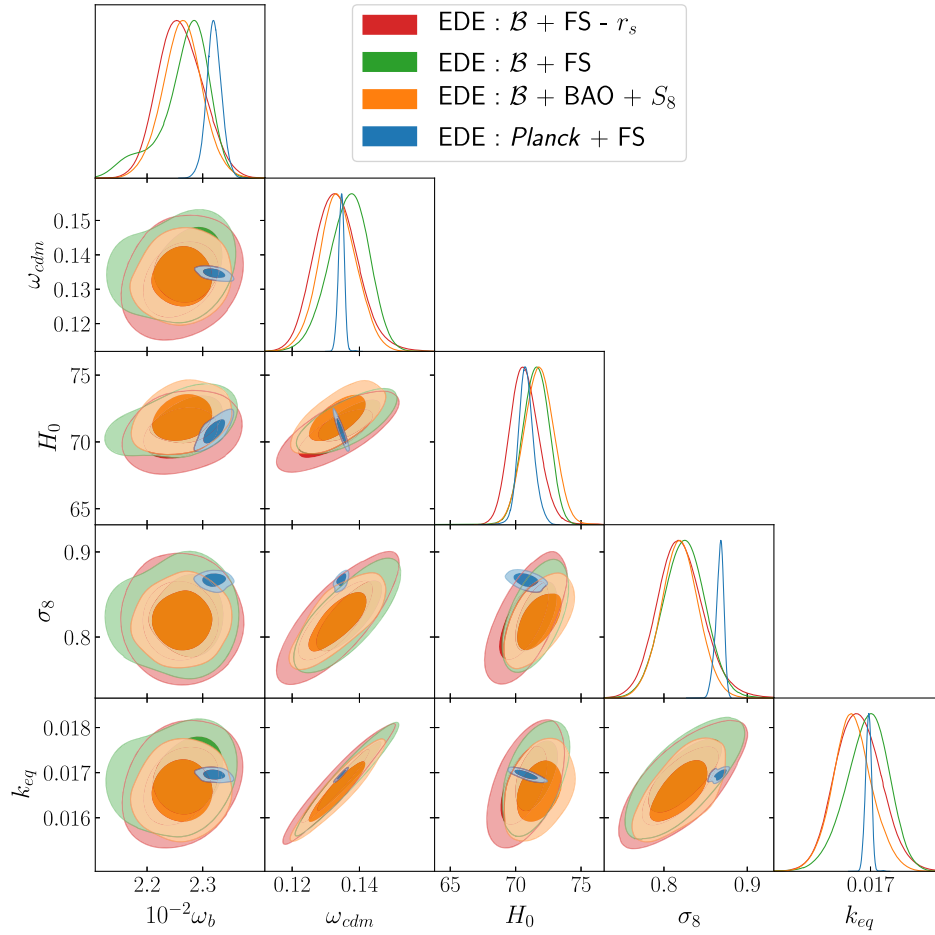 EDE : ℬ + FS - r_s
EDE : ℬ + FS
EDE : ℬ + BAO + S_8
EDE : Planck + FS
ω_cdm
0.15
0.14
0.13
0.12
H_0
75
70
65
σ_8
0.9
0.8
k_eq
0.018
0.017
0.016
2.2 2.3 0.12 0.14 65 70 75 0.8 0.9 0.017
10^-2 ω_b ω_cdm H_0 σ_8 k_eq